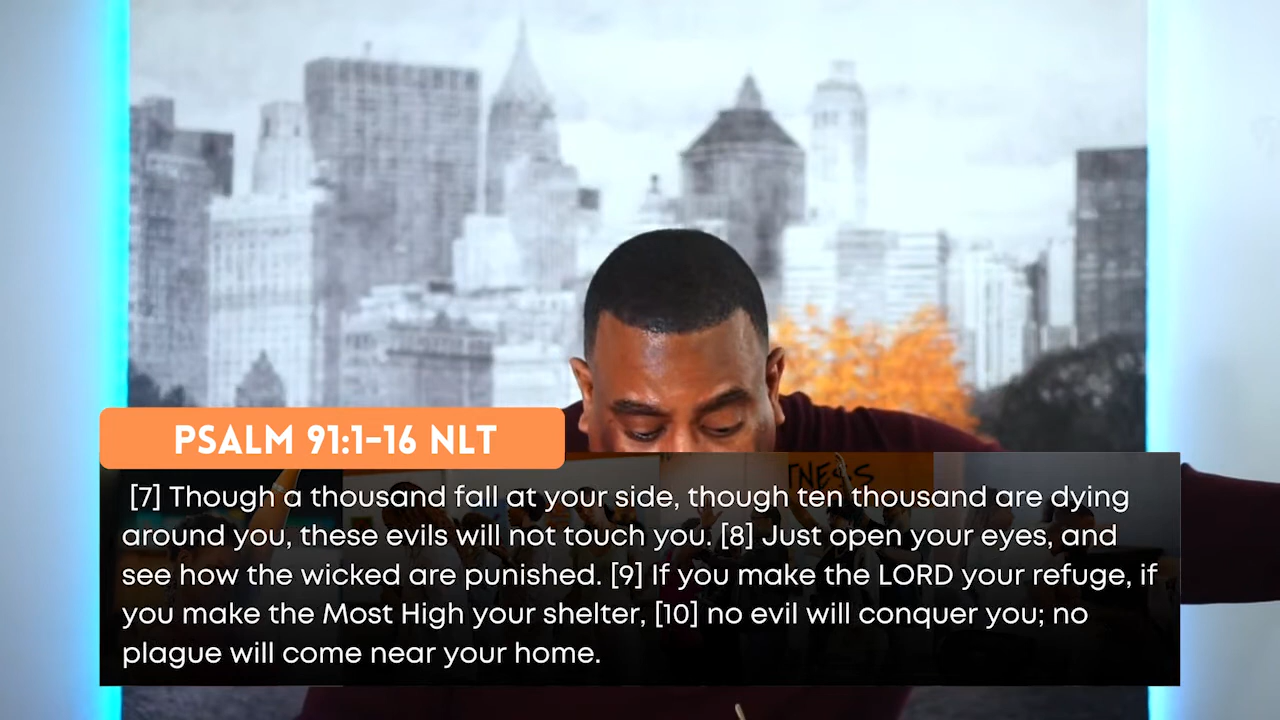 PSALM 91:1-16 NLT
TNESS
[7] Though a thousand fall at your side, though ten thousand are dying
around you, these evils will not touch you. [8] Just open your eyes, and
see how the wicked are punished. [9] If you make the LORD your refuge, if
you make the Most High your shelter, [10] no evil will conquer you; no
plague will come near your home.